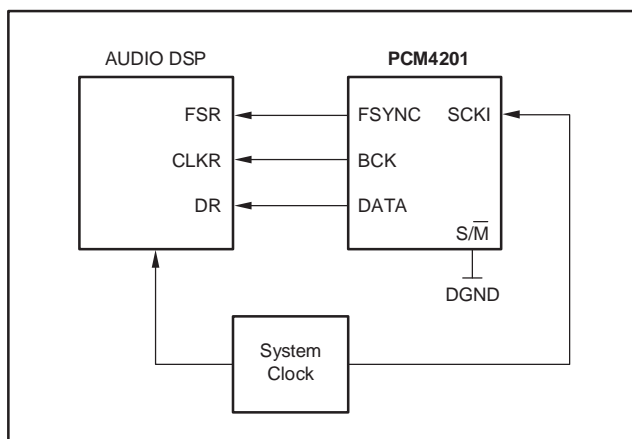 AUDIO DSP
PCM4201
FSR
FSYNC
SCKI
CLKR
BCK
DR
DATA
S/M̅
DGND
System
Clock